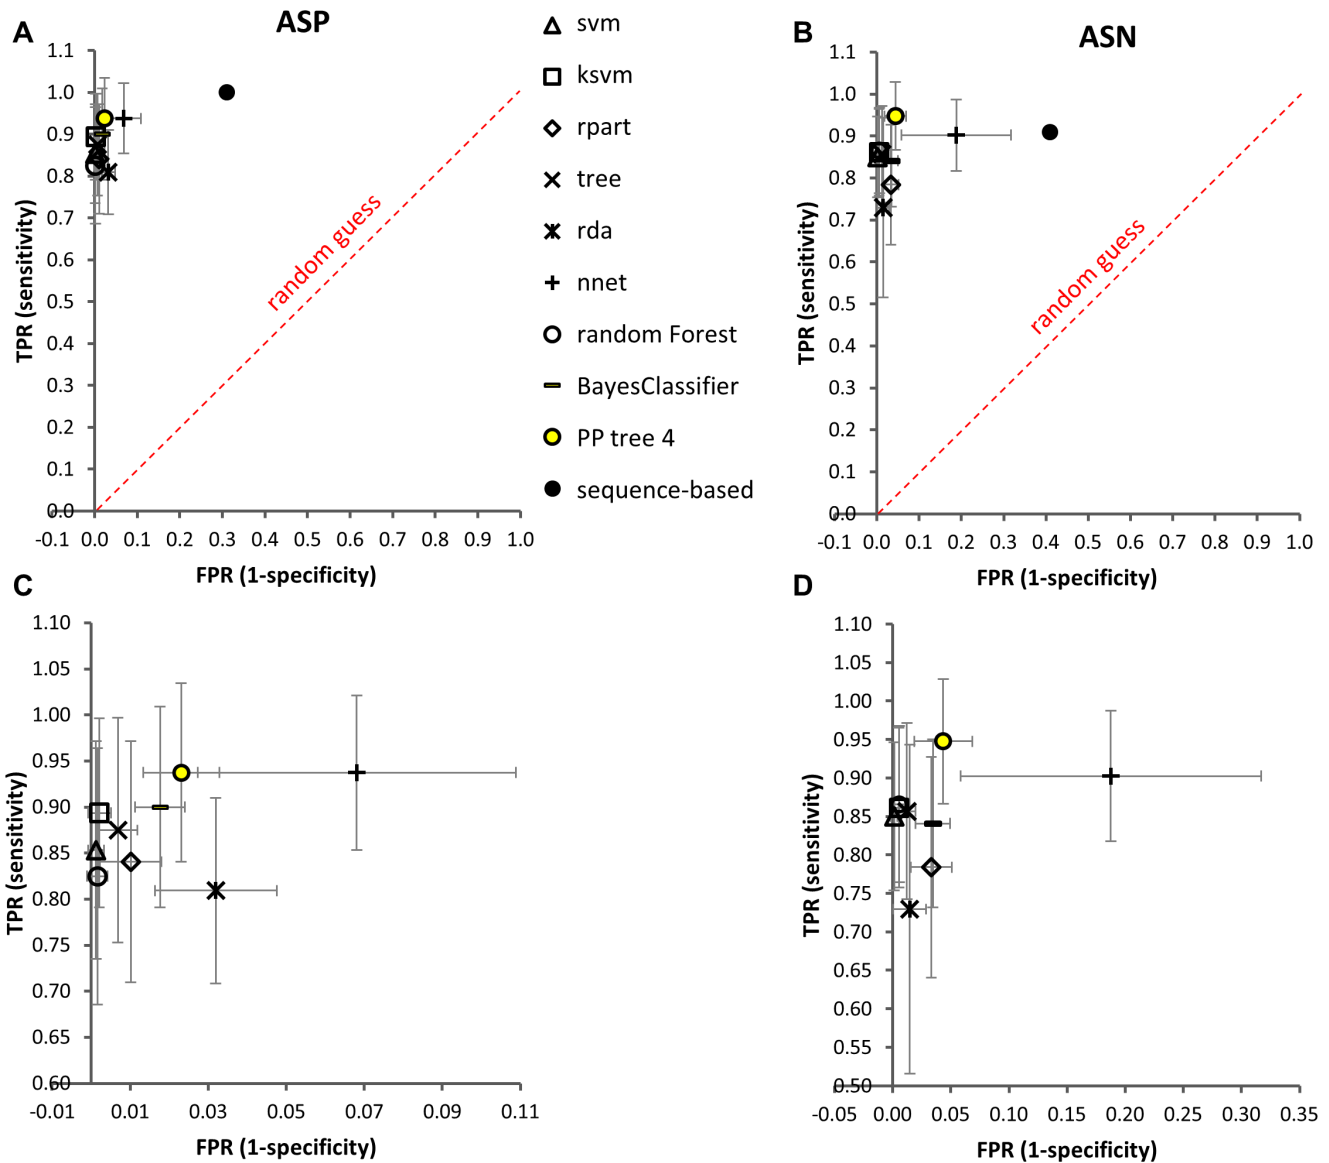 A
ASP
1.1
1.0
0.9
0.8
0.7
0.6
0.5
0.4
0.3
0.2
0.1
0.0
TPR (sensitivity)
random guess
-0.1 0.0 0.1 0.2 0.3 0.4 0.5 0.6 0.7 0.8 0.9 1.0
FPR (1-specificity)
svm
ksvm
rpart
tree
rda
nnet
random Forest
BayesClassifier
PP tree 4
sequence-based
B
ASN
1.1
1.0
0.9
0.8
0.7
0.6
0.5
0.4
0.3
0.2
0.1
0.0
TPR (sensitivity)
random guess
-0.1 0.0 0.1 0.2 0.3 0.4 0.5 0.6 0.7 0.8 0.9 1.0
FPR (1-specificity)
C
1.10
1.05
1.00
0.95
0.90
0.85
0.80
0.75
0.70
0.65
0.60
TPR (sensitivity)
-0.01 0.01 0.03 0.05 0.07 0.09 0.11
FPR (1-specificity)
D
1.10
1.05
1.00
0.95
0.90
0.85
0.80
0.75
0.70
0.65
0.60
0.55
0.50
TPR (sensitivity)
-0.05 0.00 0.05 0.10 0.15 0.20 0.25 0.30 0.35
FPR (1-specificity)